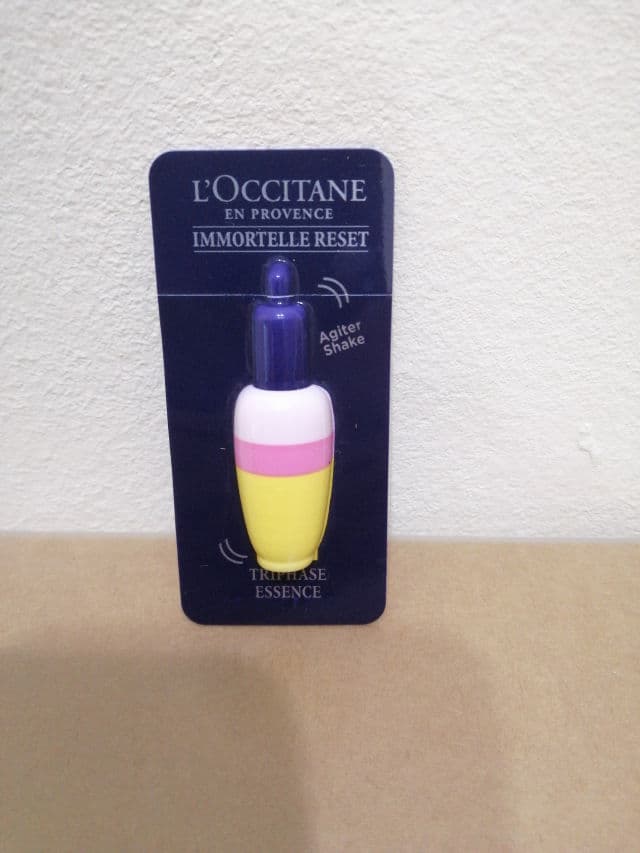 L'OCCITANE
EN PROVENCE
IMMORTELLE RESET
Agiter
Shake
TRIPHASE
ESSENCE